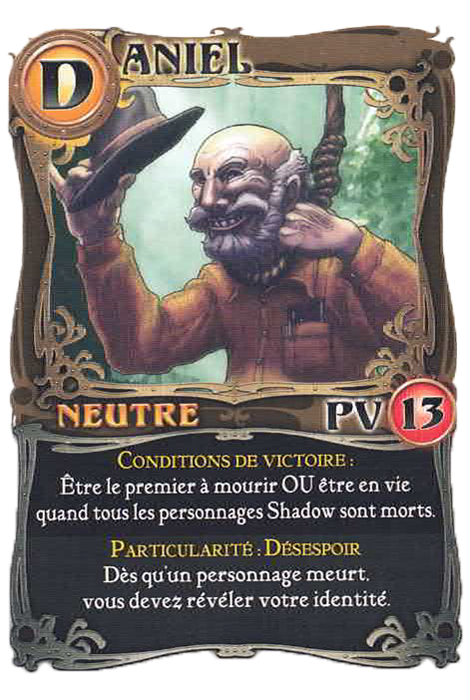 DANIEL
NEUTRE
PV 13
CONDITIONS DE VICTOIRE :
Être le premier à mourir OU être en vie
quand tous les personnages Shadow sont morts.
PARTICULARITÉ : DÉSESPOIR
Dès qu'un personnage meurt,
vous devez révéler votre identité.